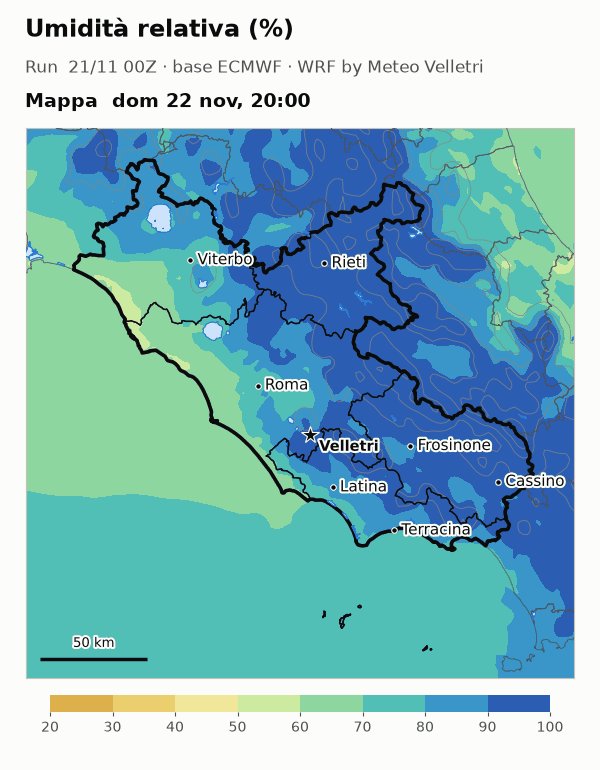 Umidità relativa (%)
Run  21/11 00Z · base ECMWF · WRF by Meteo Velletri
Mappa  dom 22 nov, 20:00
Viterbo
Rieti
Roma
Velletri
Frosinone
Latina
Cassino
Terracina
50 km
20 30 40 50 60 70 80 90 100